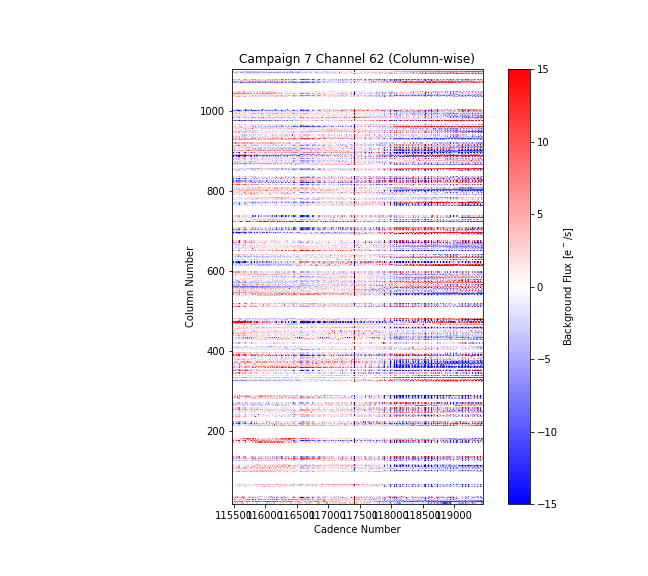 Campaign 7 Channel 62 (Column-wise)
1000
800
600
400
200
Column Number
115500 116000 116500 117000 117500 118000 118500 119000
Cadence Number
15
10
5
0
−5
−10
−15
Background Flux [e⁻ /s]